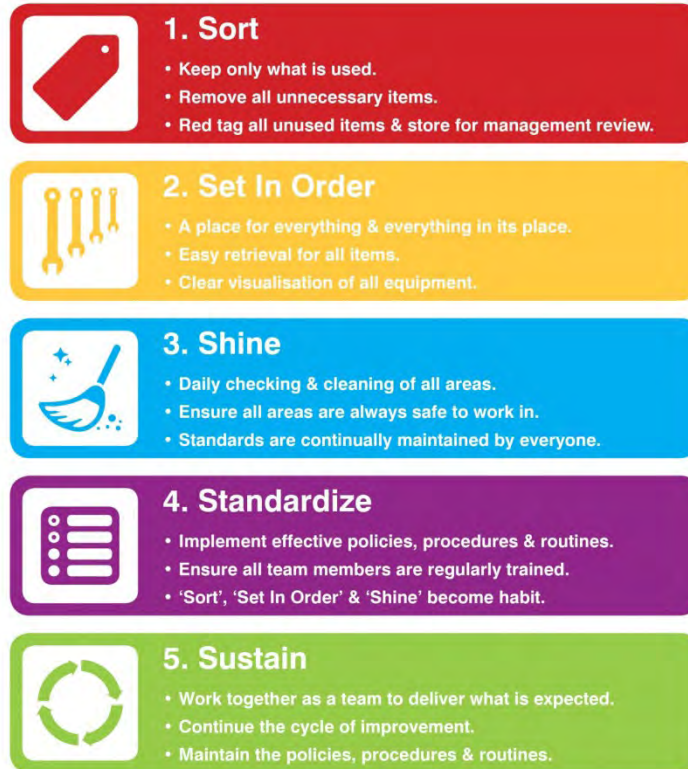 1. Sort
• Keep only what is used.
• Remove all unnecessary items.
• Red tag all unused items & store for management review.
2. Set In Order
• A place for everything & everything in its place.
• Easy retrieval for all items.
• Clear visualisation of all equipment.
3. Shine
• Daily checking & cleaning of all areas.
• Ensure all areas are always safe to work in.
• Standards are continually maintained by everyone.
4. Standardize
• Implement effective policies, procedures & routines.
• Ensure all team members are regularly trained.
• ‘Sort’, ‘Set In Order’ & ‘Shine’ become habit.
5. Sustain
• Work together as a team to deliver what is expected.
• Continue the cycle of improvement.
• Maintain the policies, procedures & routines.